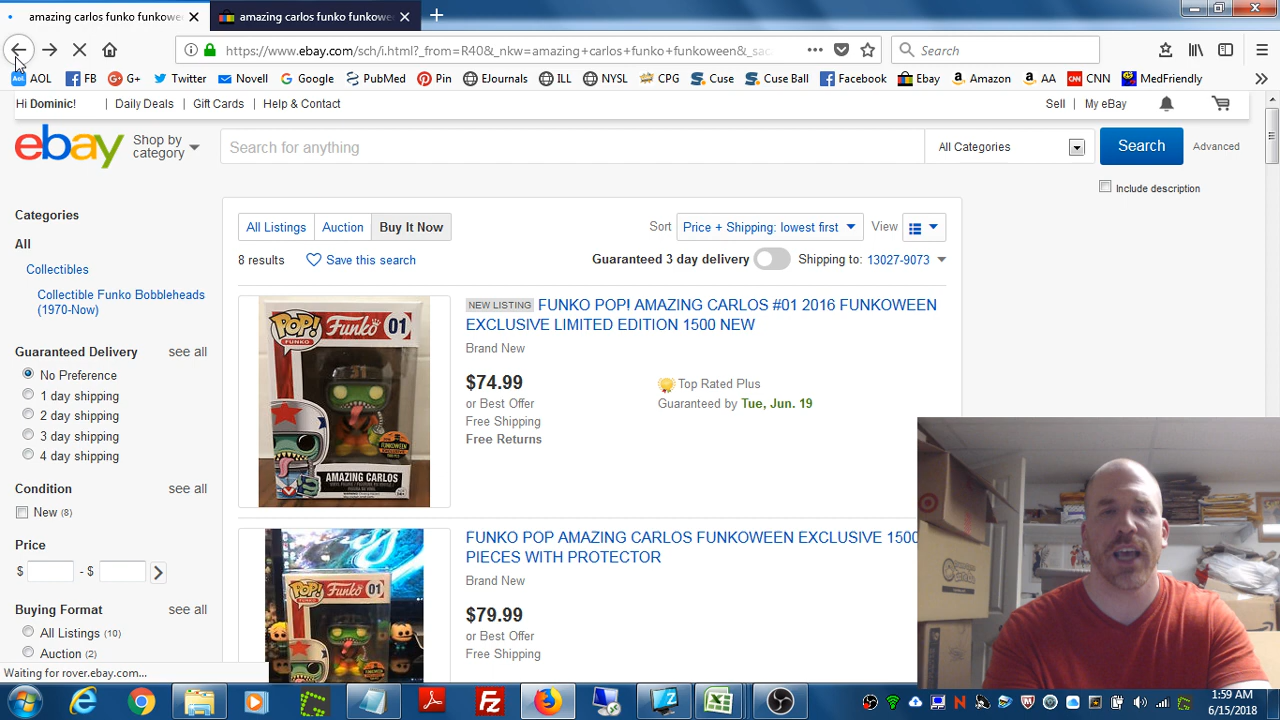 amazing carlos funko funkowe
amazing carlos funko funkowe
https://www.ebay.com/sch/i.html?_from=R40&_nkw=amazing+carlos+funko+funkoween&_sac
Search
AOL FB G+ Twitter Novell Google PubMed Pin EJournals ILL NYSL CPG Cuse Cuse Ball Facebook Ebay Amazon AA CNN MedFriendly
Hi Dominic! Daily Deals Gift Cards Help & Contact Sell My eBay
ebay
Shop by
category
Search for anything
All Categories
Search
Advanced
Include description
Categories
All
Collectibles
Collectible Funko Bobbleheads
(1970-Now)
Guaranteed Delivery see all
No Preference
1 day shipping
2 day shipping
3 day shipping
4 day shipping
Condition see all
New (8)
Price
$ - $
Buying Format see all
All Listings (10)
Auction (2)
All Listings Auction Buy It Now
Sort Price + Shipping: lowest first View
8 results Save this search
Guaranteed 3 day delivery Shipping to: 13027-9073
NEW LISTING FUNKO POP! AMAZING CARLOS #01 2016 FUNKOWEEN
EXCLUSIVE LIMITED EDITION 1500 NEW
Brand New
$74.99
or Best Offer
Free Shipping
Free Returns
Top Rated Plus
Guaranteed by Tue, Jun. 19
POP! Funko 01
31
FUNKOWEEN
AMAZING CARLOS
FUNKO POP AMAZING CARLOS FUNKOWEEN EXCLUSIVE 1500
PIECES WITH PROTECTOR
Brand New
$79.99
or Best Offer
Free Shipping
POP! Funko 01
Waiting for rover.ebay.com...
1:59 AM
6/15/2018